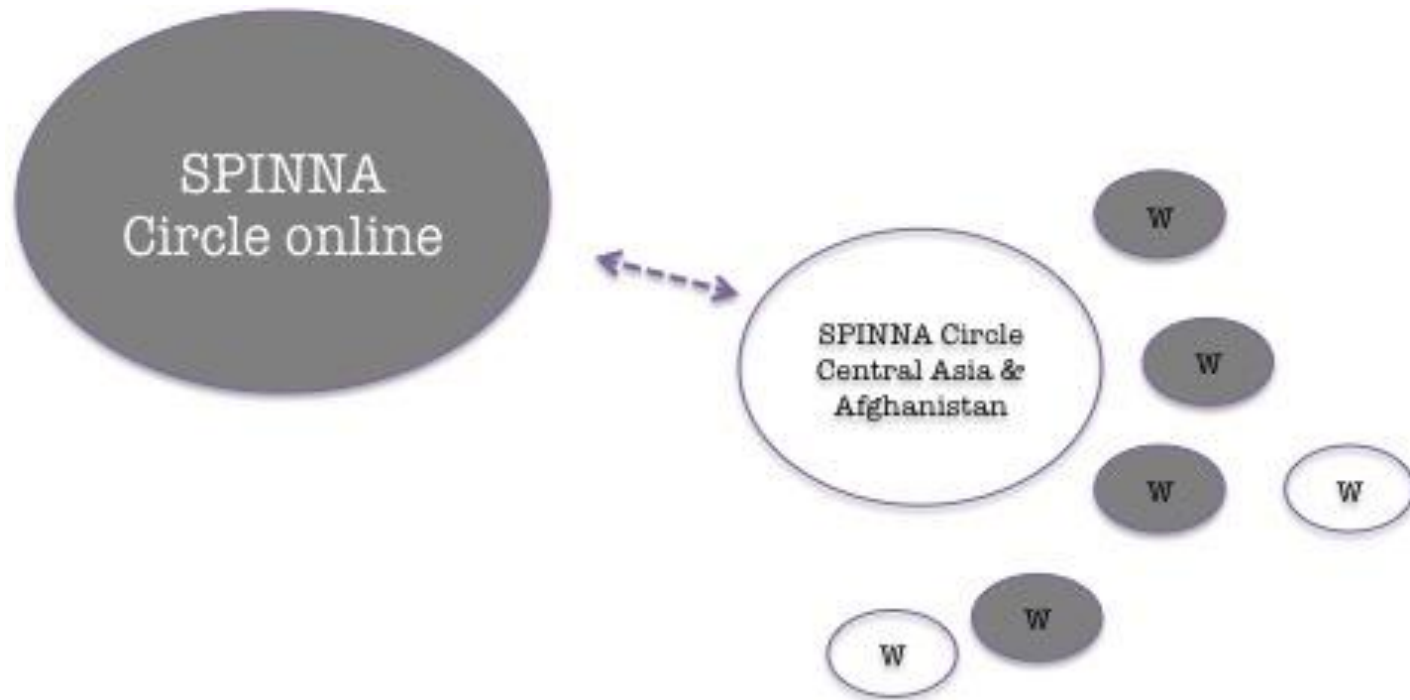 SPINNA
Circle online
SPINNA Circle
Central Asia &
Afghanistan
W
W
W
W
W
W